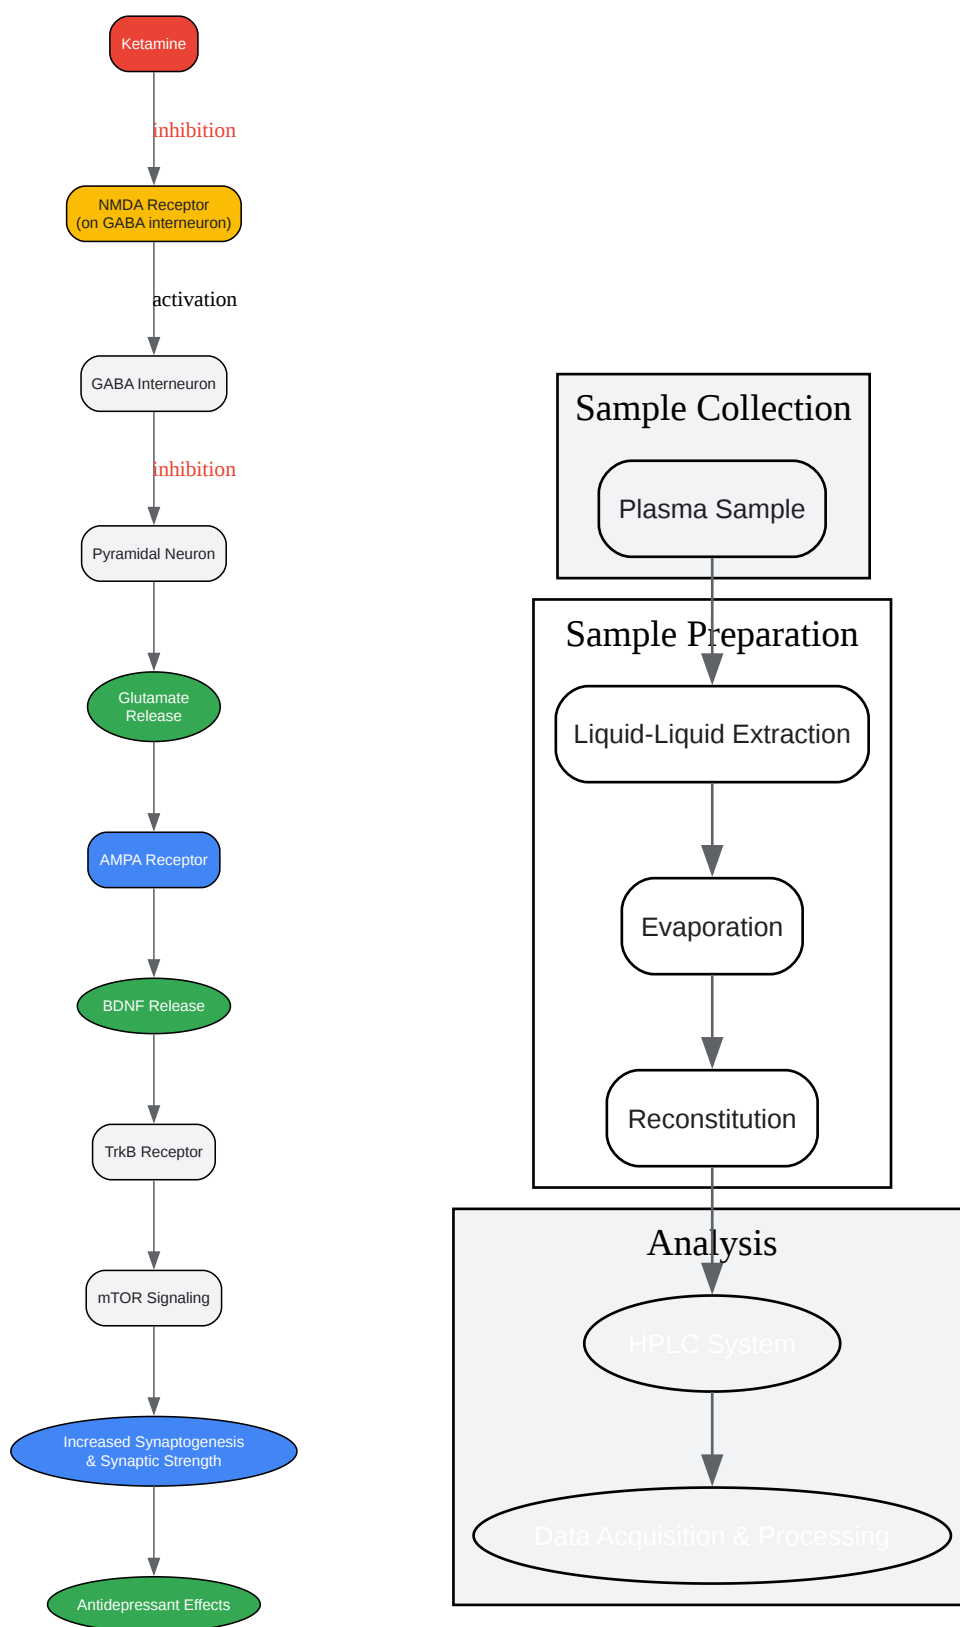 Ketamine
inhibition
NMDA Receptor
(on GABA interneuron)
activation
GABA Interneuron
inhibition
Pyramidal Neuron
Glutamate
Release
AMPA Receptor
BDNF Release
TrkB Receptor
mTOR Signaling
Increased Synaptogenesis
& Synaptic Strength
Antidepressant Effects
Sample Collection
Plasma Sample
Sample Preparation
Liquid-Liquid Extraction
Evaporation
Reconstitution
Analysis
HPLC System
Data Acquisition & Processing